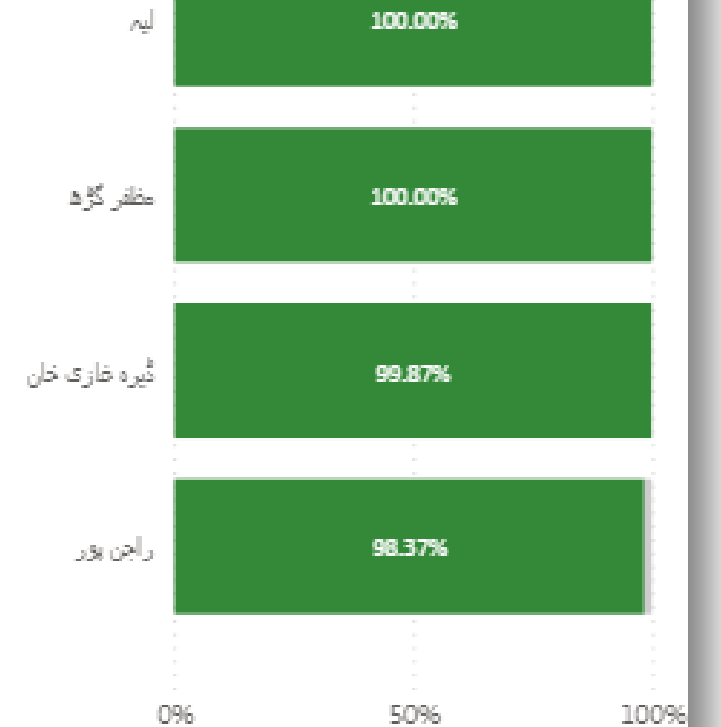 لیہ 100.00%
مظفر گڑھ 100.00%
ڈیرہ غازی خان 99.87%
راجن پور 98.37%
0% 50% 100%